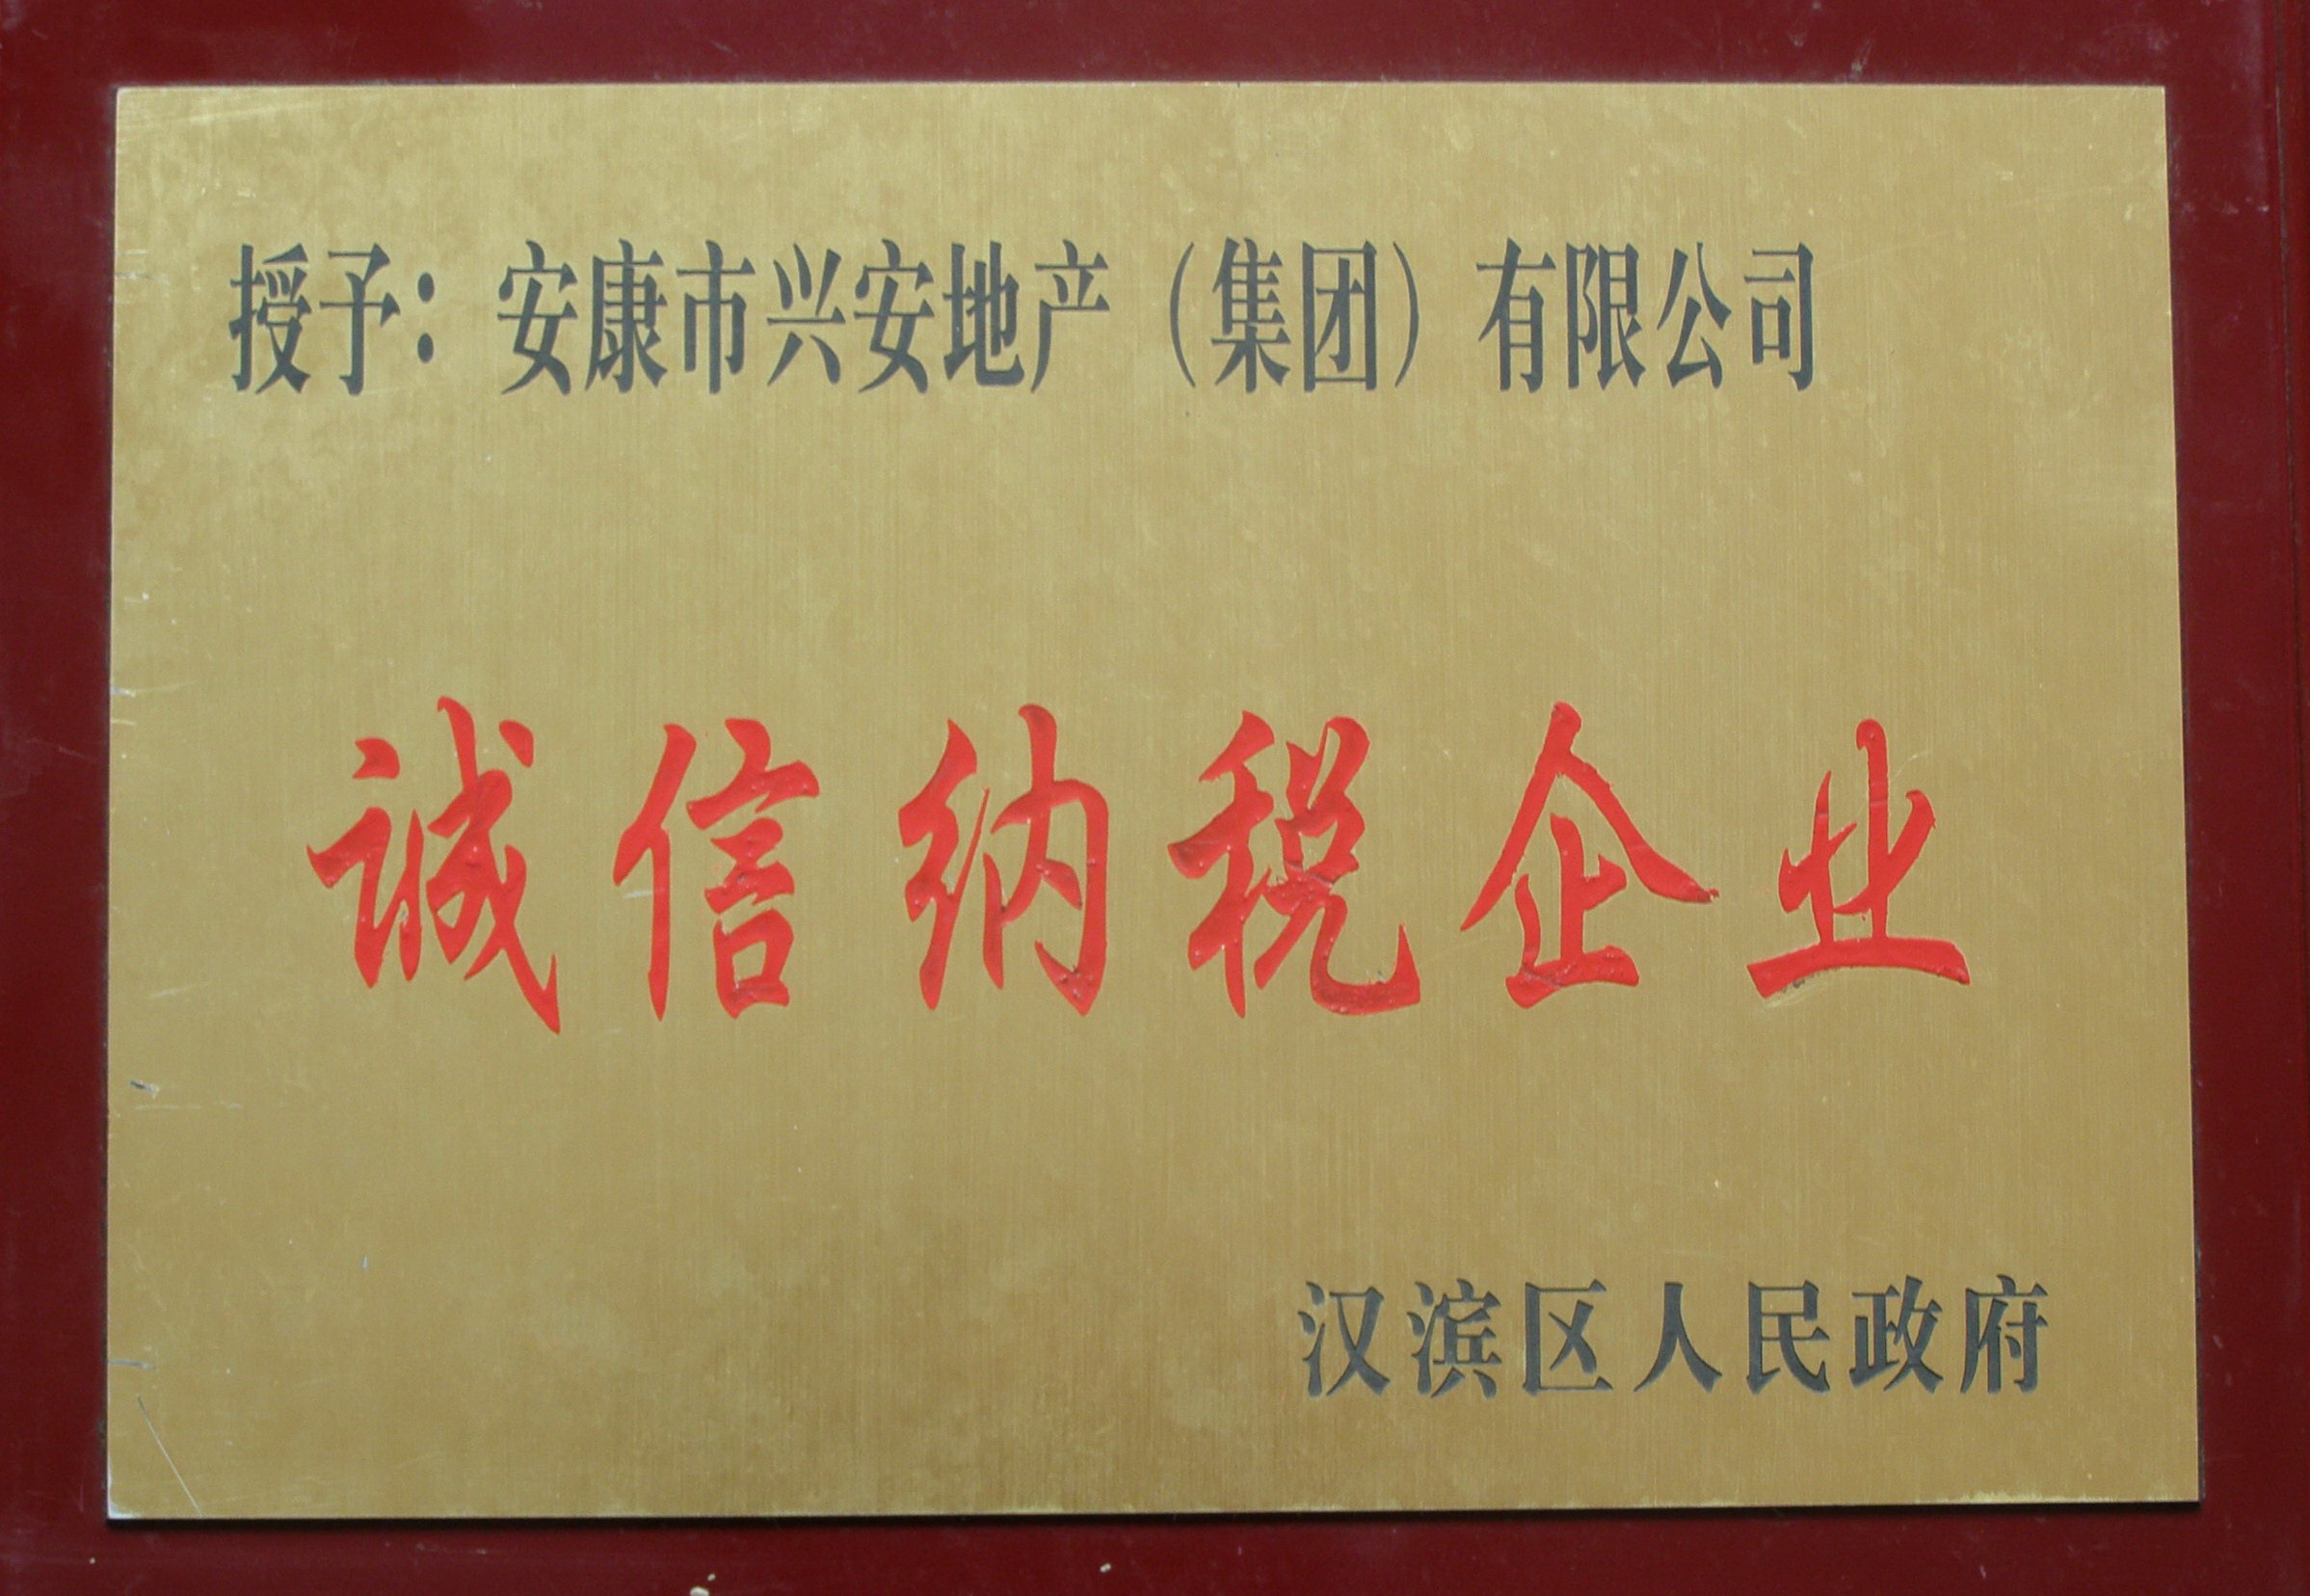 授予：安康市兴安地产（集团）有限公司
诚信纳税企业
汉滨区人民政府